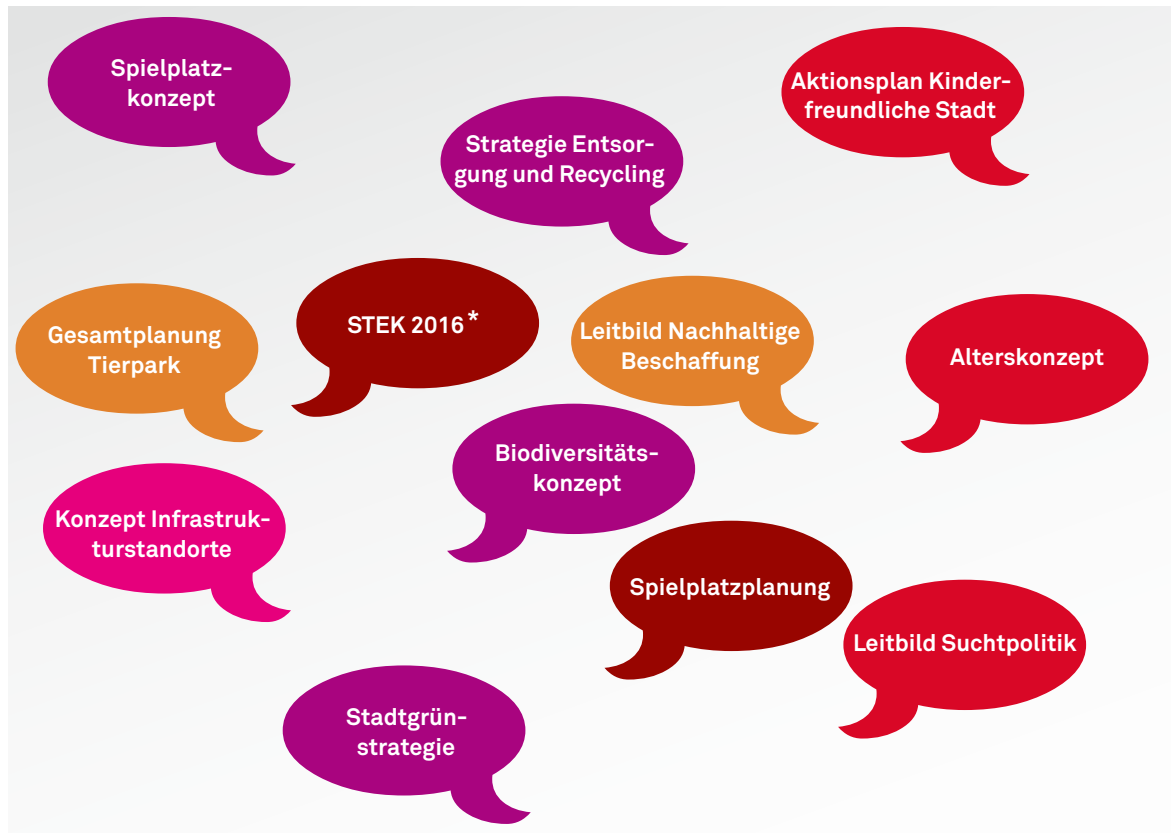 Spielplatz-
konzept
Aktionsplan Kinder-
freundliche Stadt
Strategie Entsor-
gung und Recycling
Gesamtplanung
Tierpark
STEK 2016*
Leitbild Nachhaltige
Beschaffung
Alterskonzept
Biodiversitäts-
konzept
Konzept Infrastruk-
turstandorte
Spielplatzplanung
Leitbild Suchtpolitik
Stadtgrün-
strategie